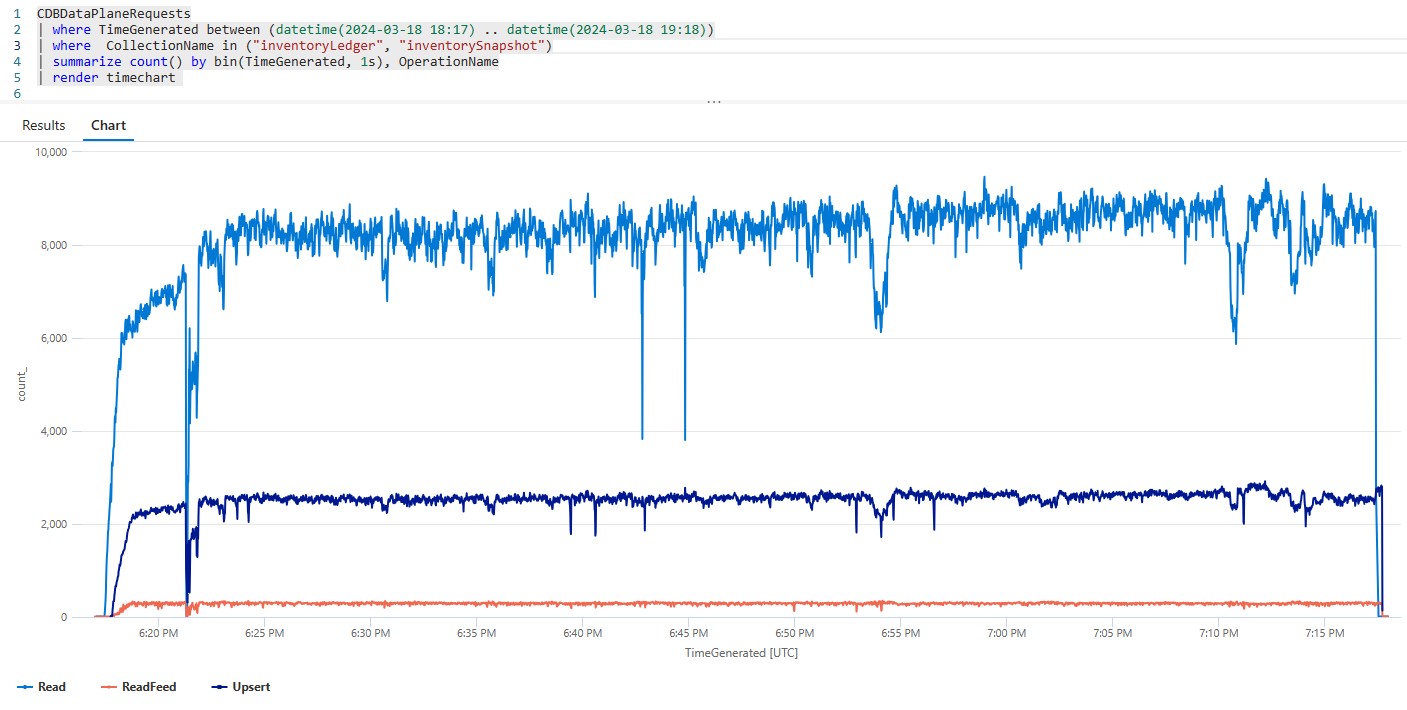 1 CDBDataPlaneRequests
2 | where TimeGenerated between (datetime(2024-03-18 18:17) .. datetime(2024-03-18 19:18))
3 | where  CollectionName in ("inventoryLedger", "inventorySnapshot")
4 | summarize count() by bin(TimeGenerated, 1s), OperationName
5 | render timechart
6
...
Results Chart
10,000
8,000
6,000
4,000
2,000
0
count_
6:20 PM 6:25 PM 6:30 PM 6:35 PM 6:40 PM 6:45 PM 6:50 PM 6:55 PM 7:00 PM 7:05 PM 7:10 PM 7:15 PM
TimeGenerated [UTC]
Read ReadFeed Upsert